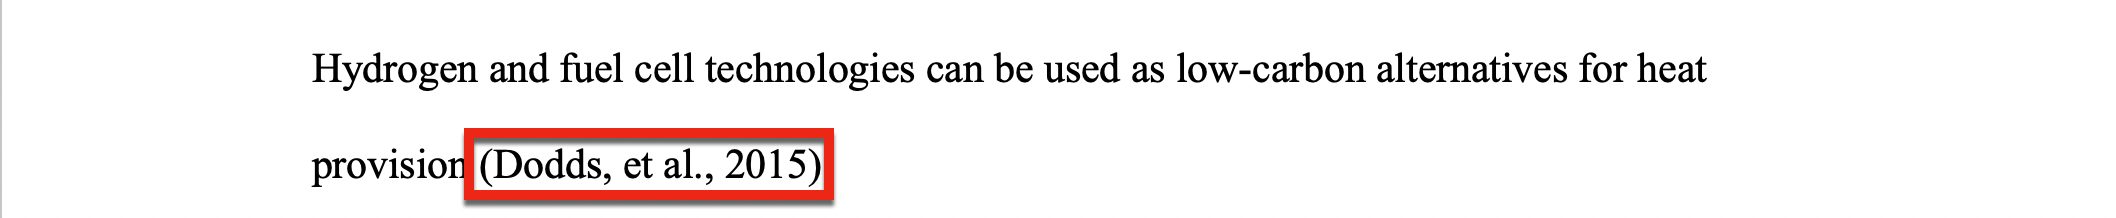 Hydrogen and fuel cell technologies can be used as low-carbon alternatives for heat
provision (Dodds, et al., 2015)